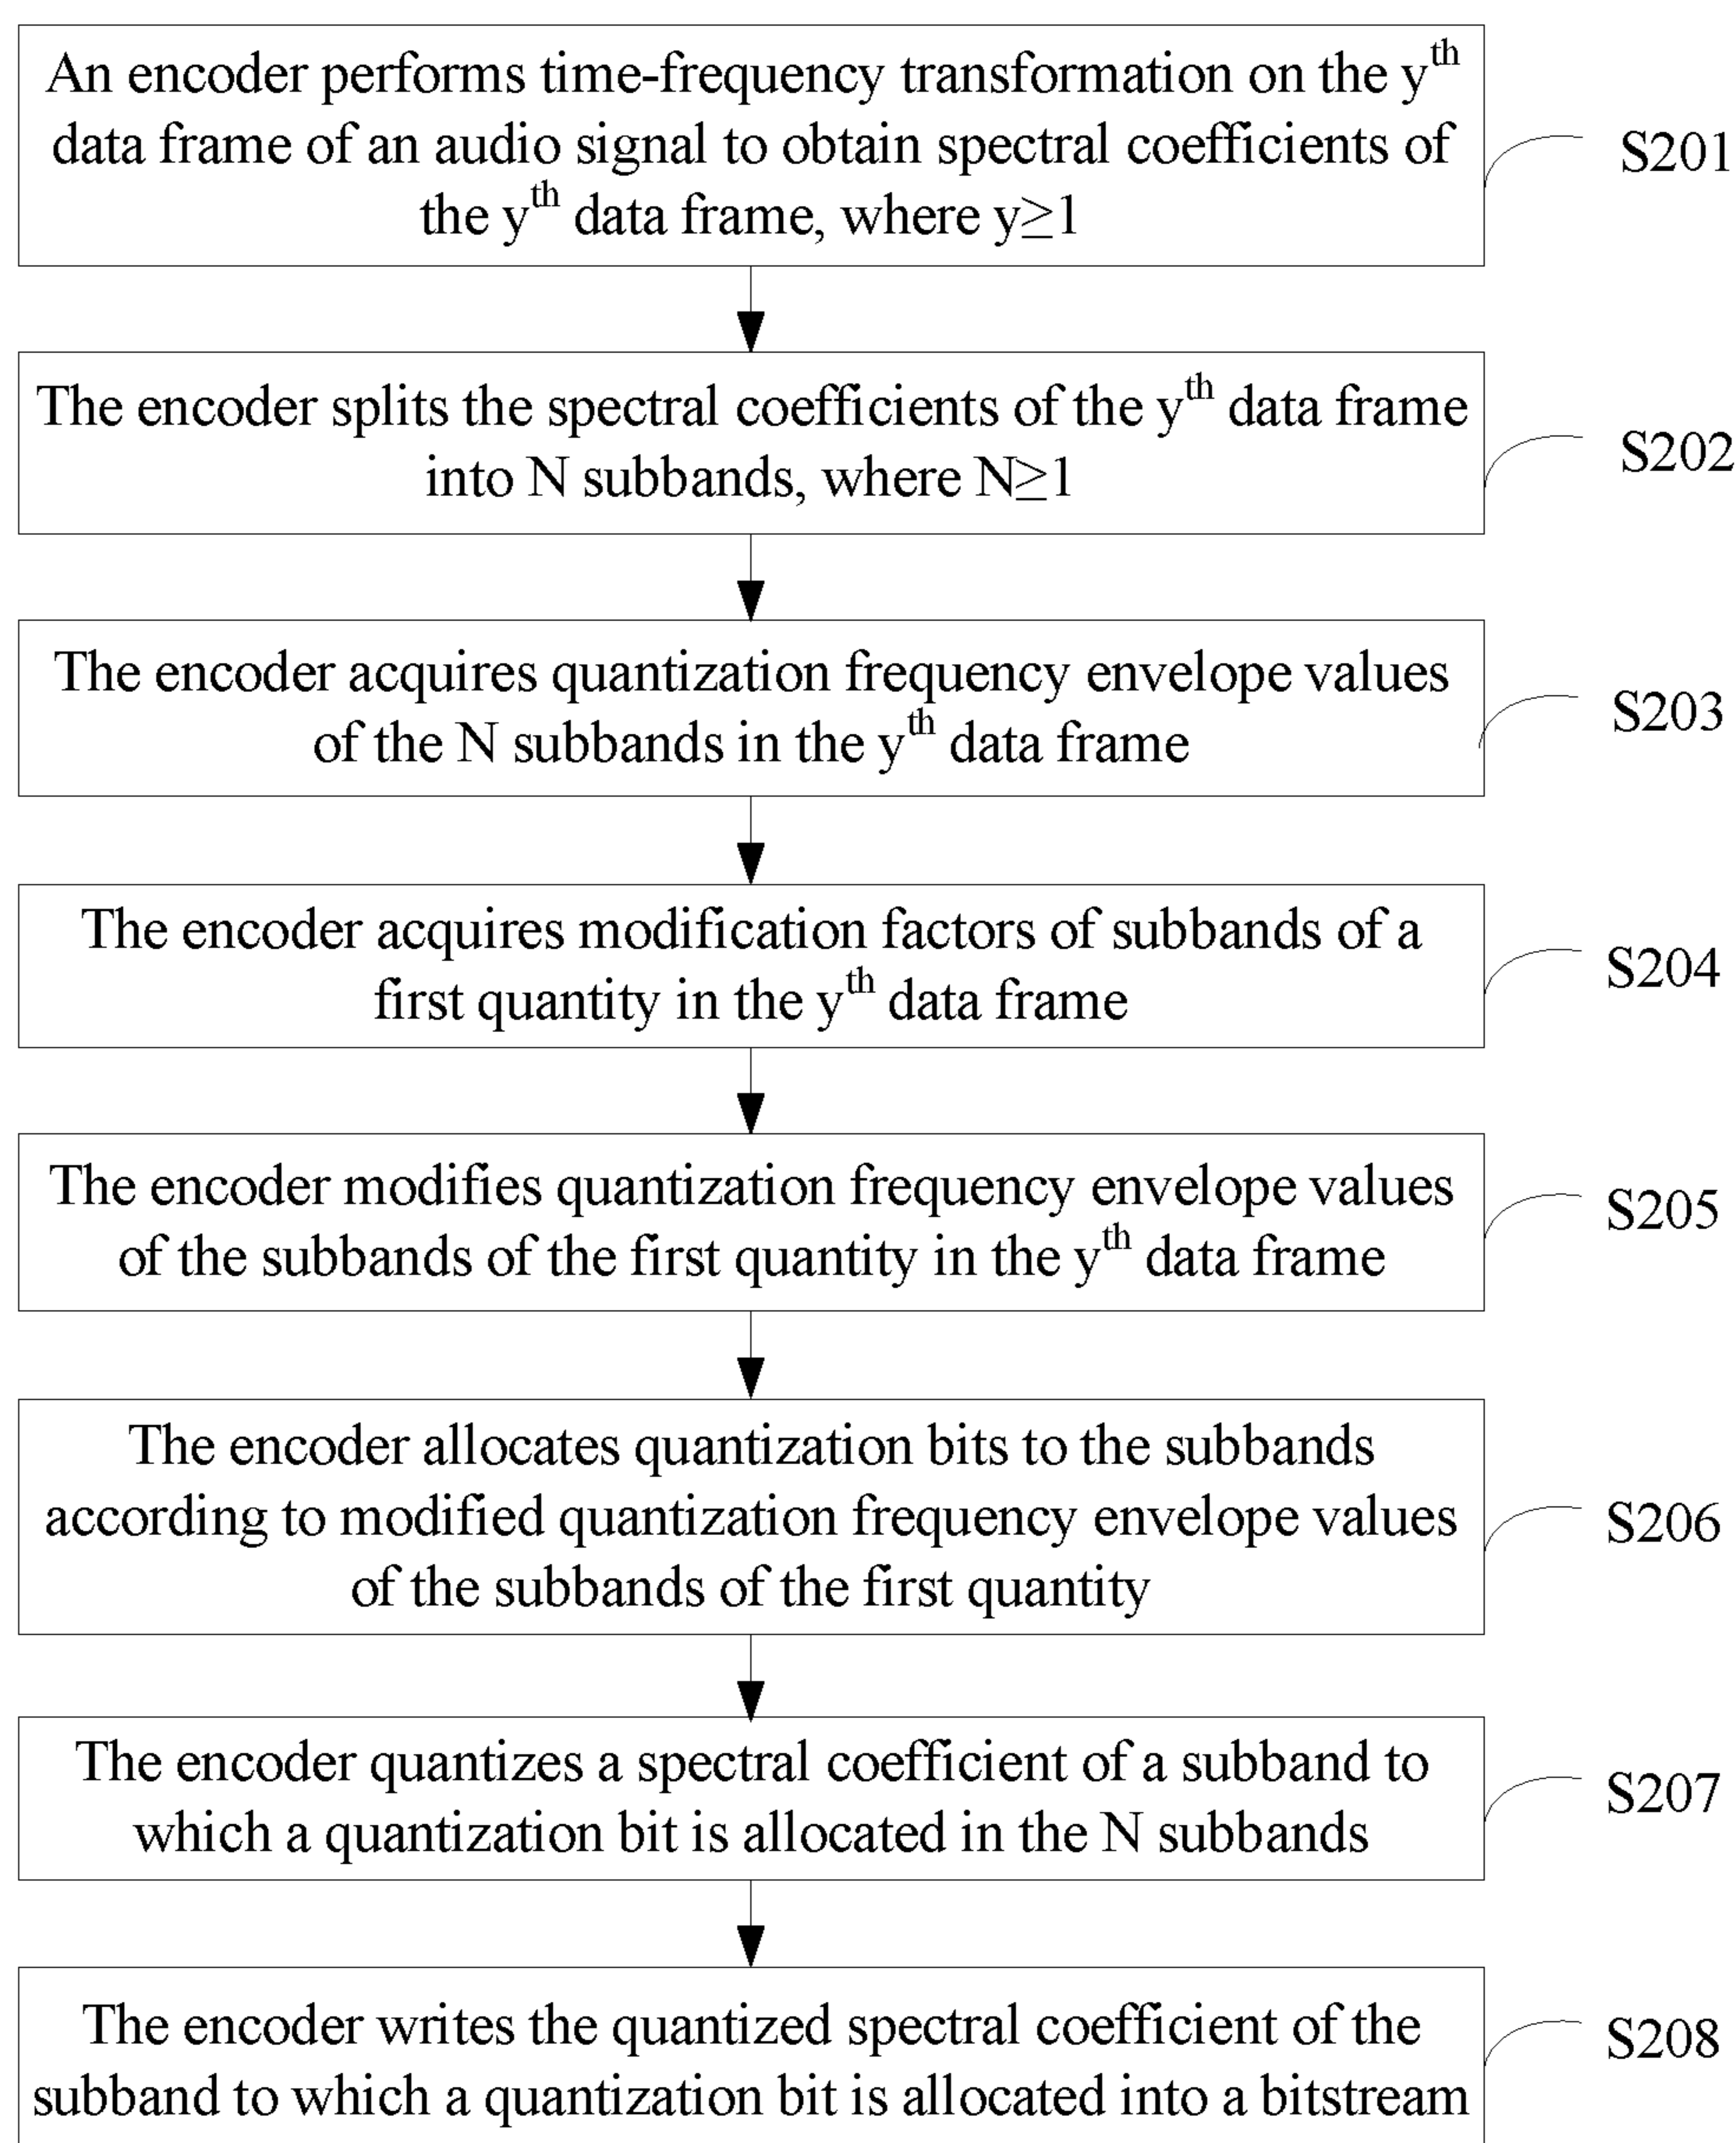 An encoder performs time-frequency transformation on the yth
data frame of an audio signal to obtain spectral coefficients of
the yth data frame, where y≥1
S201
The encoder splits the spectral coefficients of the yth data frame
into N subbands, where N≥1
S202
The encoder acquires quantization frequency envelope values
of the N subbands in the yth data frame
S203
The encoder acquires modification factors of subbands of a
first quantity in the yth data frame
S204
The encoder modifies quantization frequency envelope values
of the subbands of the first quantity in the yth data frame
S205
The encoder allocates quantization bits to the subbands
according to modified quantization frequency envelope values
of the subbands of the first quantity
S206
The encoder quantizes a spectral coefficient of a subband to
which a quantization bit is allocated in the N subbands
S207
The encoder writes the quantized spectral coefficient of the
subband to which a quantization bit is allocated into a bitstream
S208